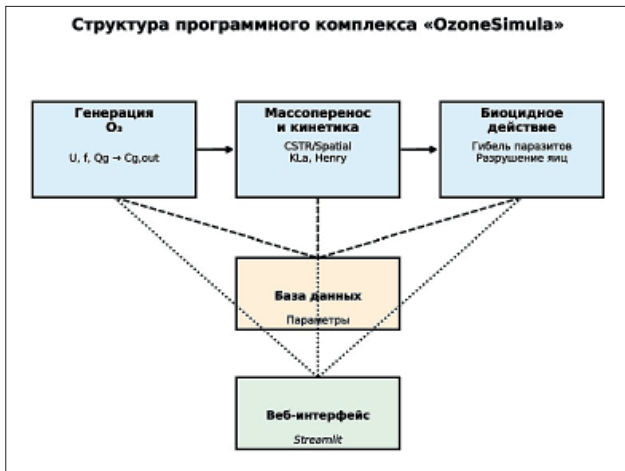 Структура программного комплекса «OzoneSimula»
Генерация
O₃
U, f, Qg → Cg,out
Массоперенос
и кинетика
CSTR/Spatial
KLa, Henry
Биоцидное
действие
Гибель паразитов
Разрушение яиц
База данных
Параметры
Веб-интерфейс
Streamlit